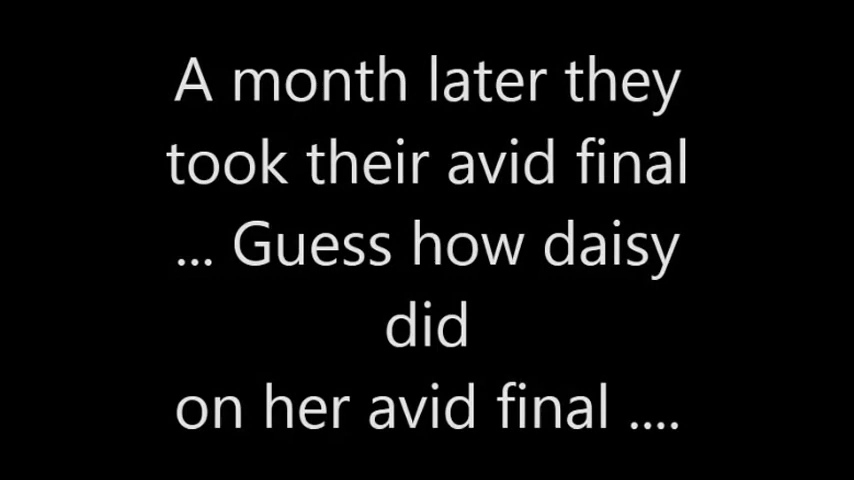 A month later they
took their avid final
... Guess how daisy
did
on her avid final ....